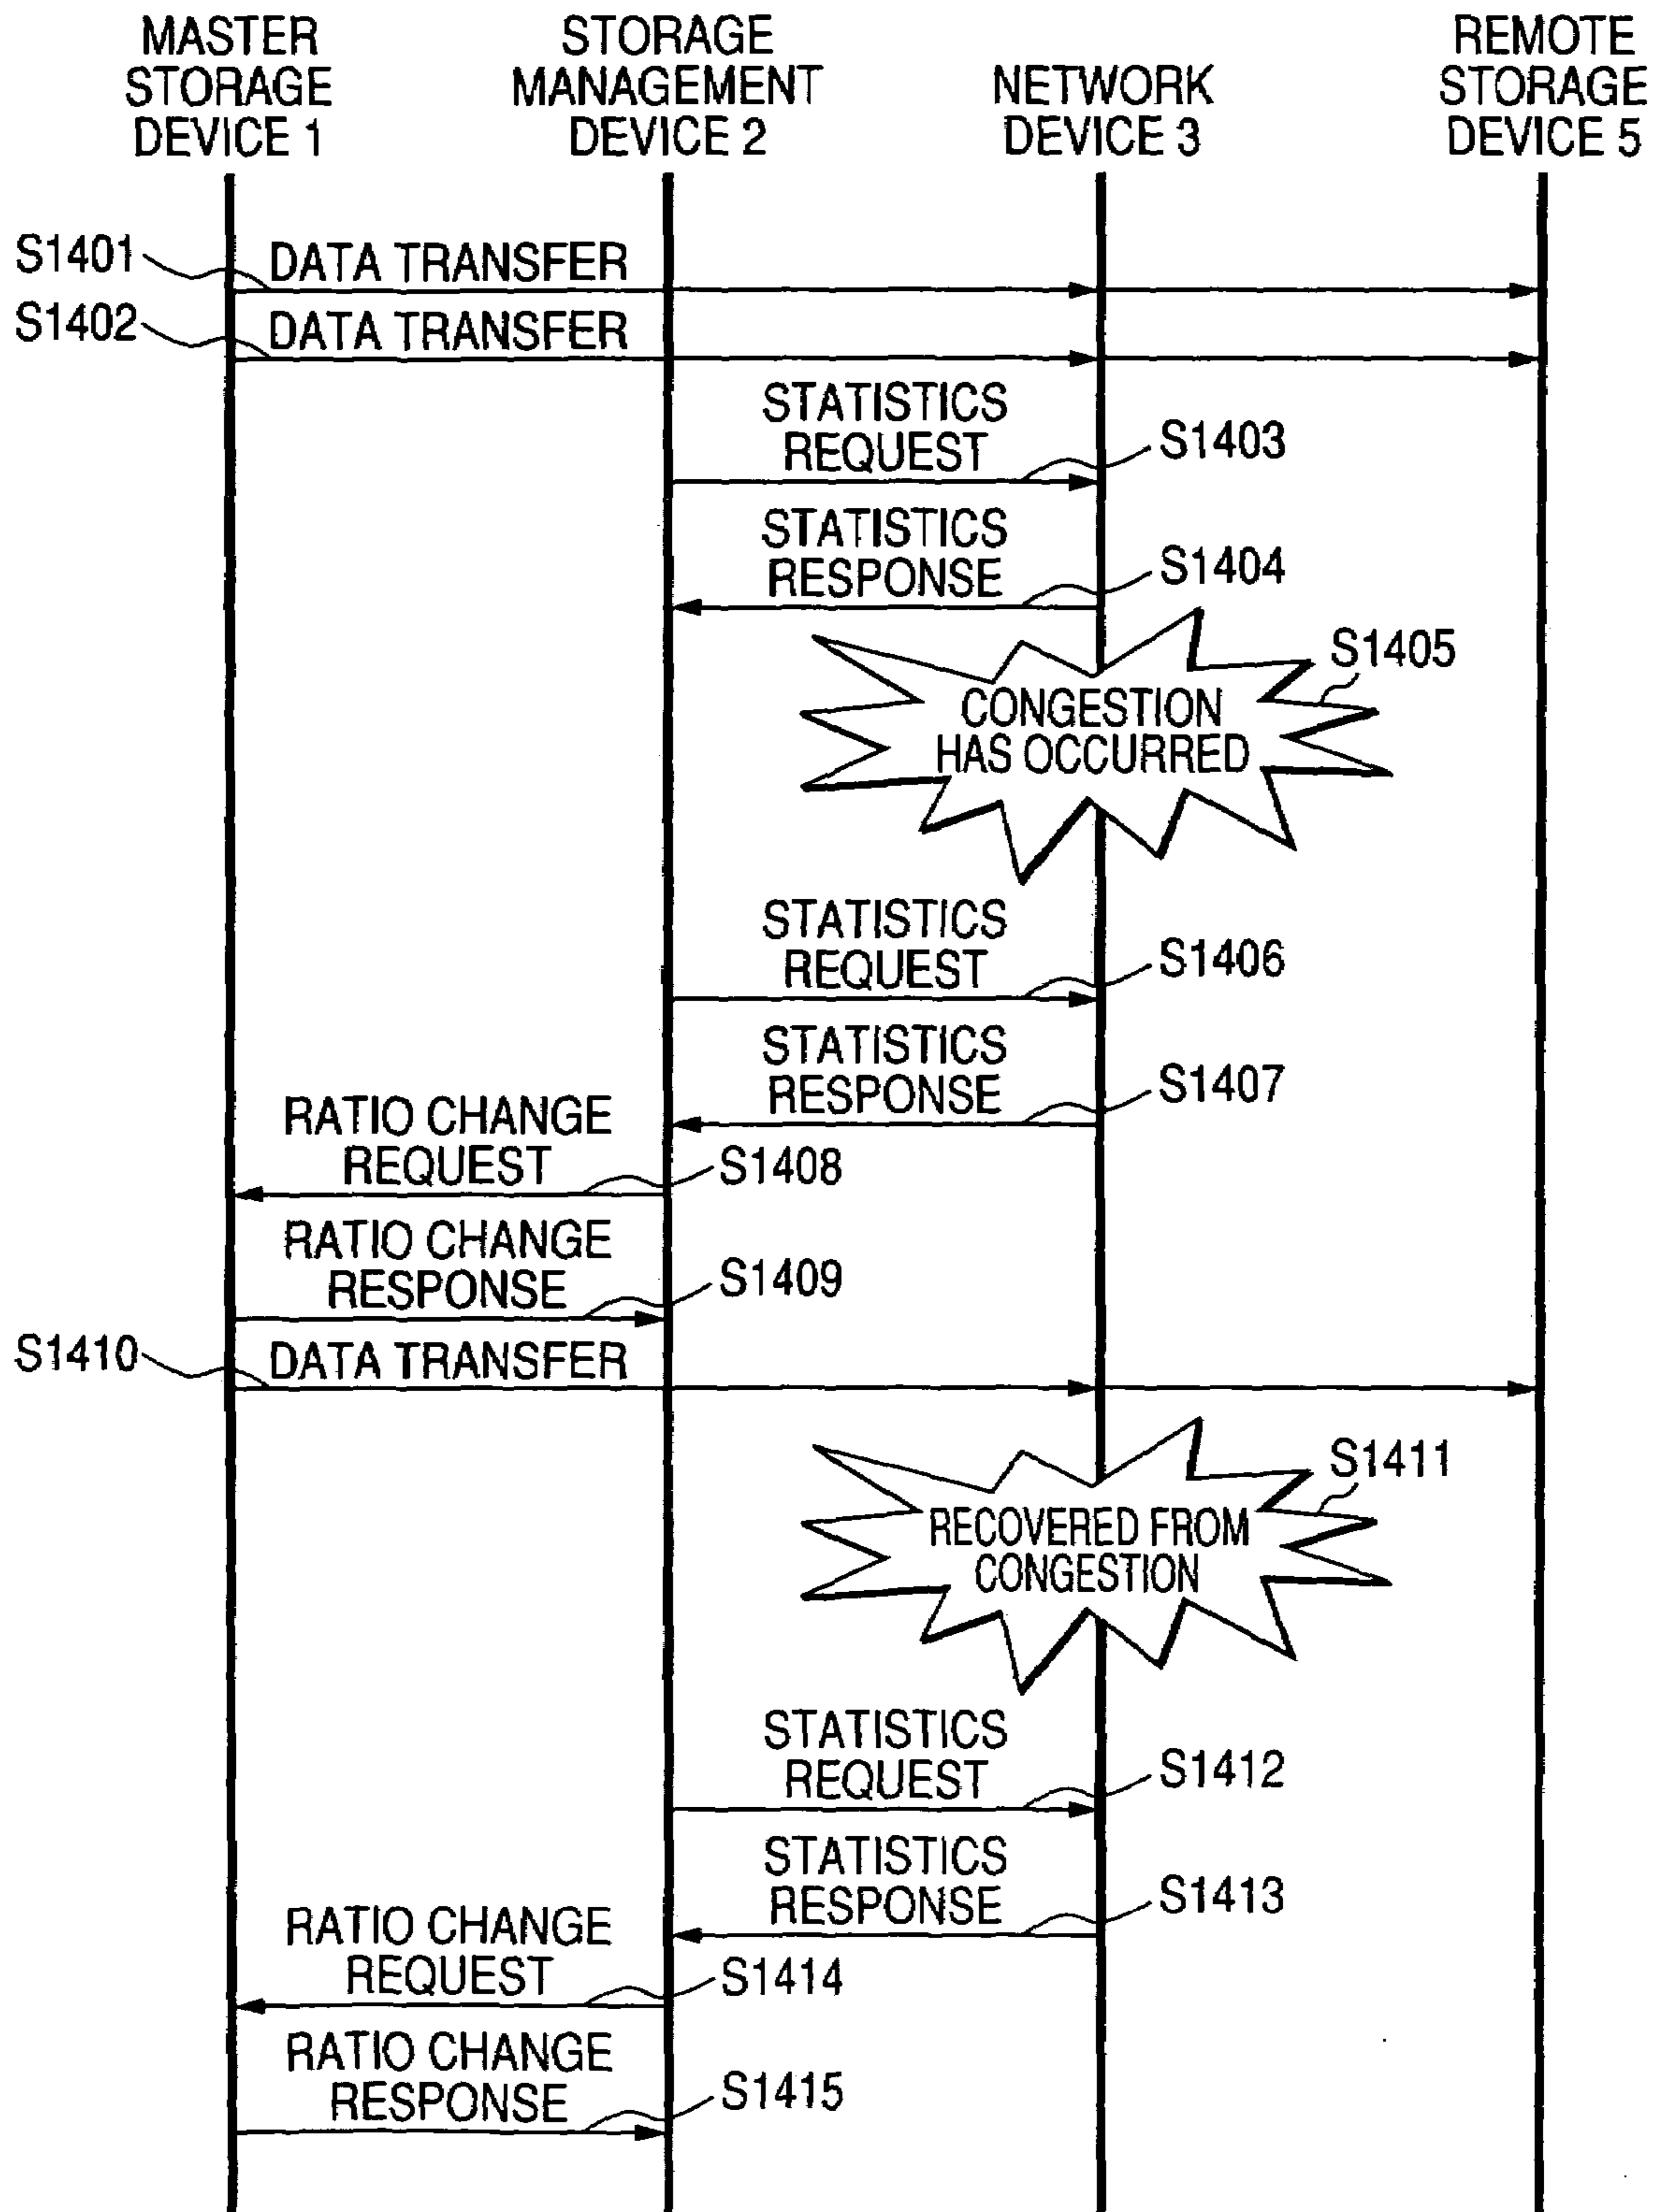 MASTER
STORAGE
DEVICE 1
STORAGE
MANAGEMENT
DEVICE 2
NETWORK
DEVICE 3
REMOTE
STORAGE
DEVICE 5
S1401
DATA TRANSFER
S1402
DATA TRANSFER
STATISTICS
REQUEST
S1403
STATISTICS
RESPONSE
S1404
S1405
CONGESTION
HAS OCCURRED
STATISTICS
REQUEST
S1406
STATISTICS
RESPONSE
S1407
RATIO CHANGE
REQUEST
S1408
RATIO CHANGE
RESPONSE
S1409
S1410
DATA TRANSFER
S1411
RECOVERED FROM
CONGESTION
STATISTICS
REQUEST
S1412
STATISTICS
RESPONSE
S1413
RATIO CHANGE
REQUEST
S1414
RATIO CHANGE
RESPONSE
S1415